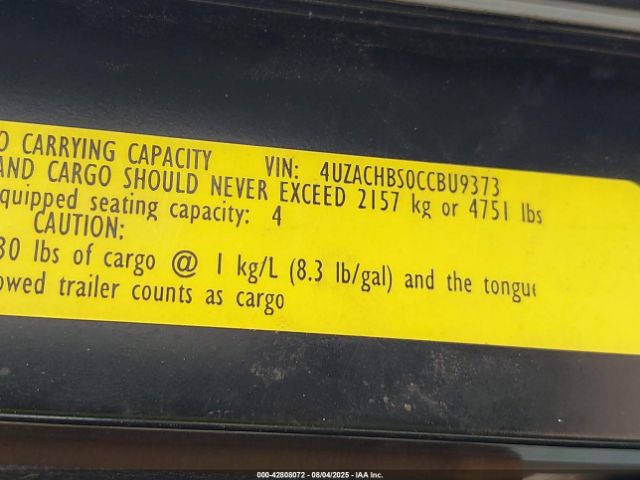 O CARRYING CAPACITY VIN: 4UZACHBS0CCBU9373
AND CARGO SHOULD NEVER EXCEED 2157 kg or 4751 lbs
quipped seating capacity: 4
CAUTION:
30 lbs of cargo @ 1 kg/L (8.3 lb/gal) and the tongue
owed trailer counts as cargo
000-42808072 - 08/04/2025 - IAA Inc.